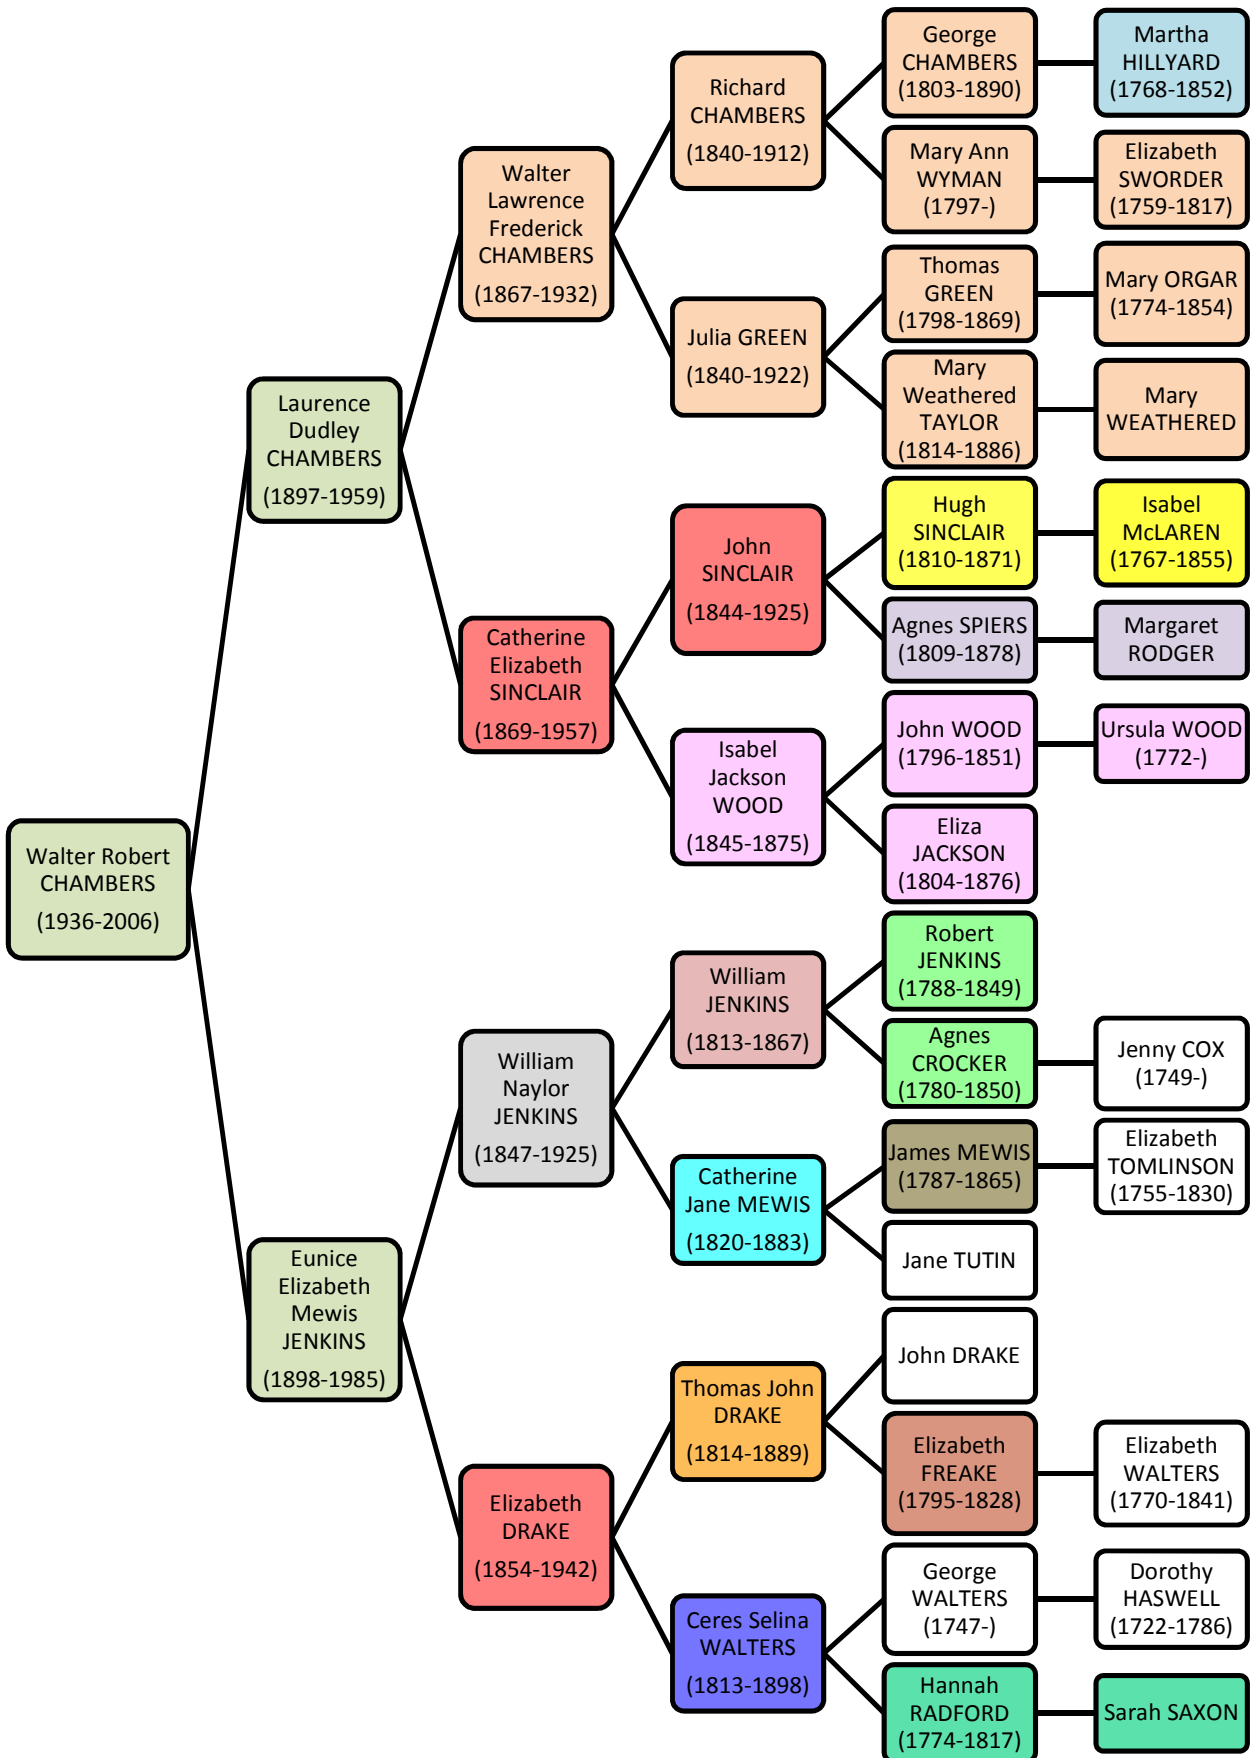 Walter Robert
CHAMBERS
(1936-2006)
Laurence
Dudley
CHAMBERS
(1897-1959)
Eunice
Elizabeth
Mewis
JENKINS
(1898-1985)
Walter
Lawrence
Frederick
CHAMBERS
(1867-1932)
Catherine
Elizabeth
SINCLAIR
(1869-1957)
William
Naylor
JENKINS
(1847-1925)
Elizabeth
DRAKE
(1854-1942)
Richard
CHAMBERS
(1840-1912)
Julia GREEN
(1840-1922)
John
SINCLAIR
(1844-1925)
Isabel
Jackson
WOOD
(1845-1875)
William
JENKINS
(1813-1867)
Catherine
Jane MEWIS
(1820-1883)
Thomas John
DRAKE
(1814-1889)
Ceres Selina
WALTERS
(1813-1898)
George
CHAMBERS
(1803-1890)
Mary Ann
WYMAN
(1797-)
Thomas
GREEN
(1798-1869)
Mary
Weathered
TAYLOR
(1814-1886)
Hugh
SINCLAIR
(1810-1871)
Agnes SPIERS
(1809-1878)
John WOOD
(1796-1851)
Eliza
JACKSON
(1804-1876)
Robert
JENKINS
(1788-1849)
Agnes
CROCKER
(1780-1850)
James MEWIS
(1787-1865)
Jane TUTIN
John DRAKE
Elizabeth
FREAKE
(1795-1828)
George
WALTERS
(1747-)
Hannah
RADFORD
(1774-1817)
Martha
HILLYARD
(1768-1852)
Elizabeth
SWORDER
(1759-1817)
Mary ORGAR
(1774-1854)
Mary
WEATHERED
Isabel
McLAREN
(1767-1855)
Margaret
RODGER
Ursula WOOD
(1772-)
Jenny COX
(1749-)
Elizabeth
TOMLINSON
(1755-1830)
Elizabeth
WALTERS
(1770-1841)
Dorothy
HASWELL
(1722-1786)
Sarah SAXON